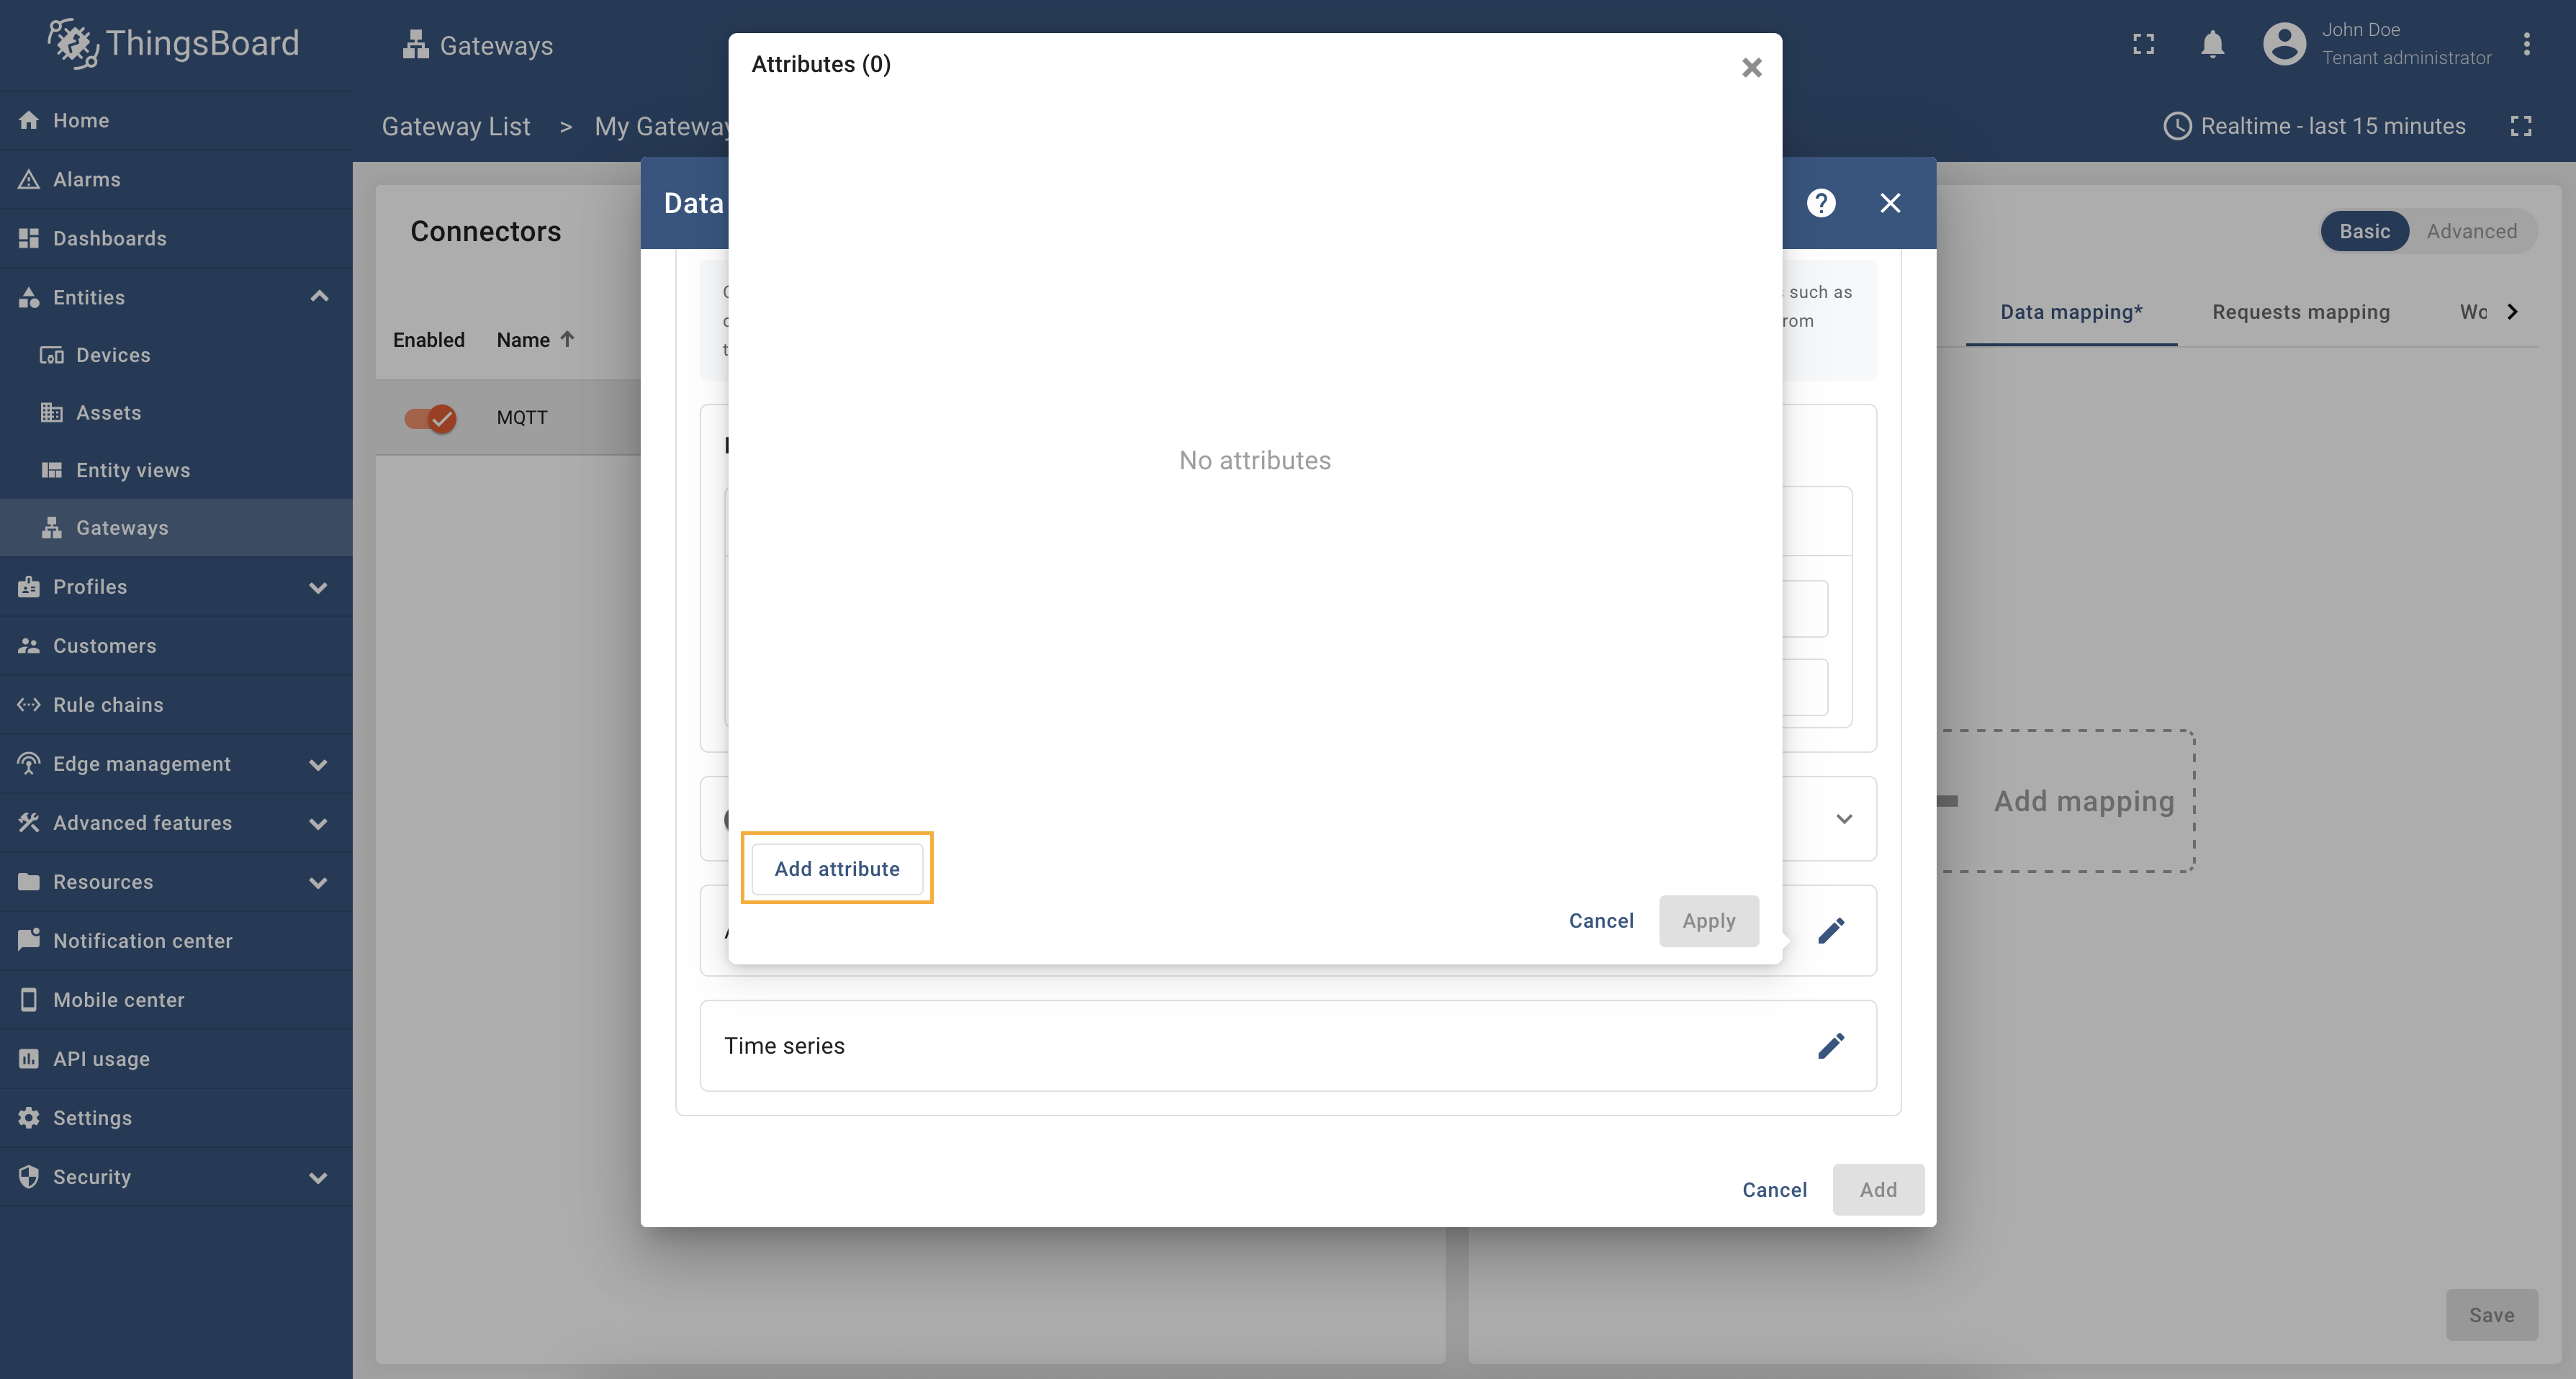 ThingsBoard
Gateways
John Doe
Tenant administrator
Gateway List > My Gateway
Realtime - last 15 minutes
Home
Alarms
Dashboards
Entities
Devices
Assets
Entity views
Gateways
Profiles
Customers
Rule chains
Edge management
Advanced features
Resources
Notification center
Mobile center
API usage
Settings
Security
Connectors
Enabled Name
MQTT
Attributes (0)
No attributes
Add attribute
Cancel Apply
Data
such as
rom
Time series
Cancel Add
Basic Advanced
Data mapping* Requests mapping Wo
Add mapping
Save